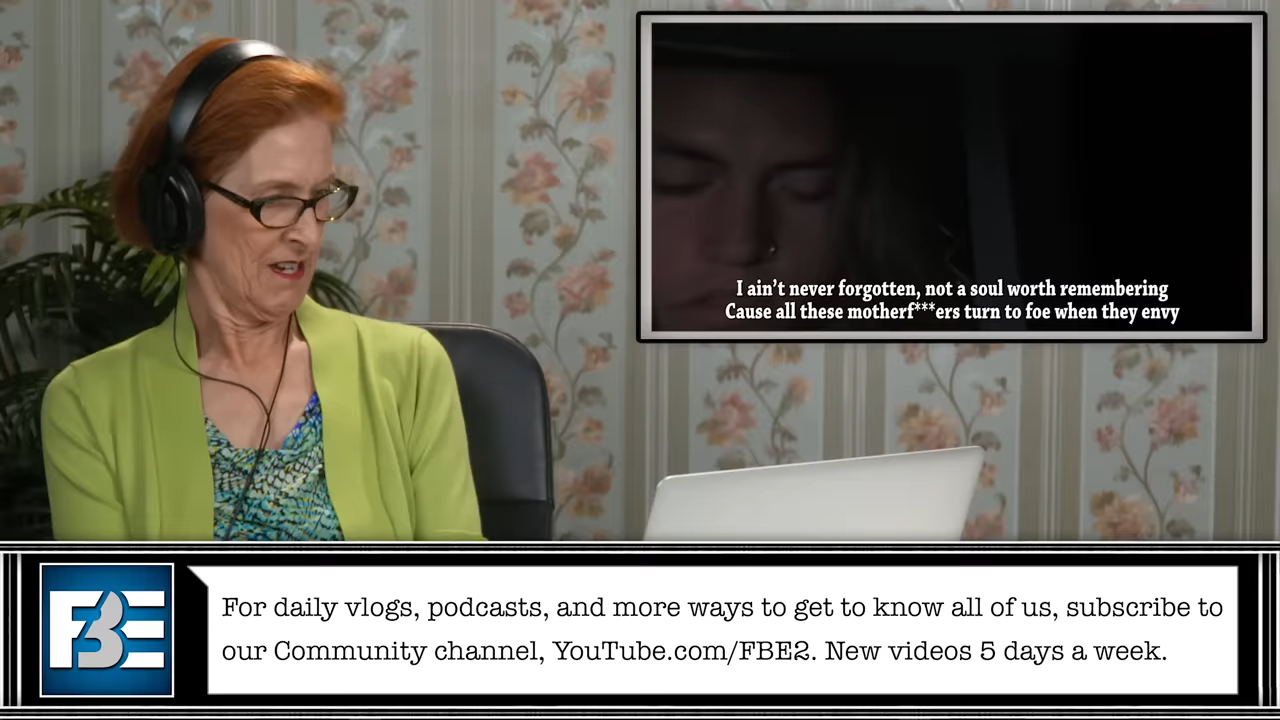 I ain't never forgotten, not a soul worth remembering
Cause all these motherf***ers turn to foe when they envy
FBE
For daily vlogs, podcasts, and more ways to get to know all of us, subscribe to
our Community channel, YouTube.com/FBE2. New videos 5 days a week.